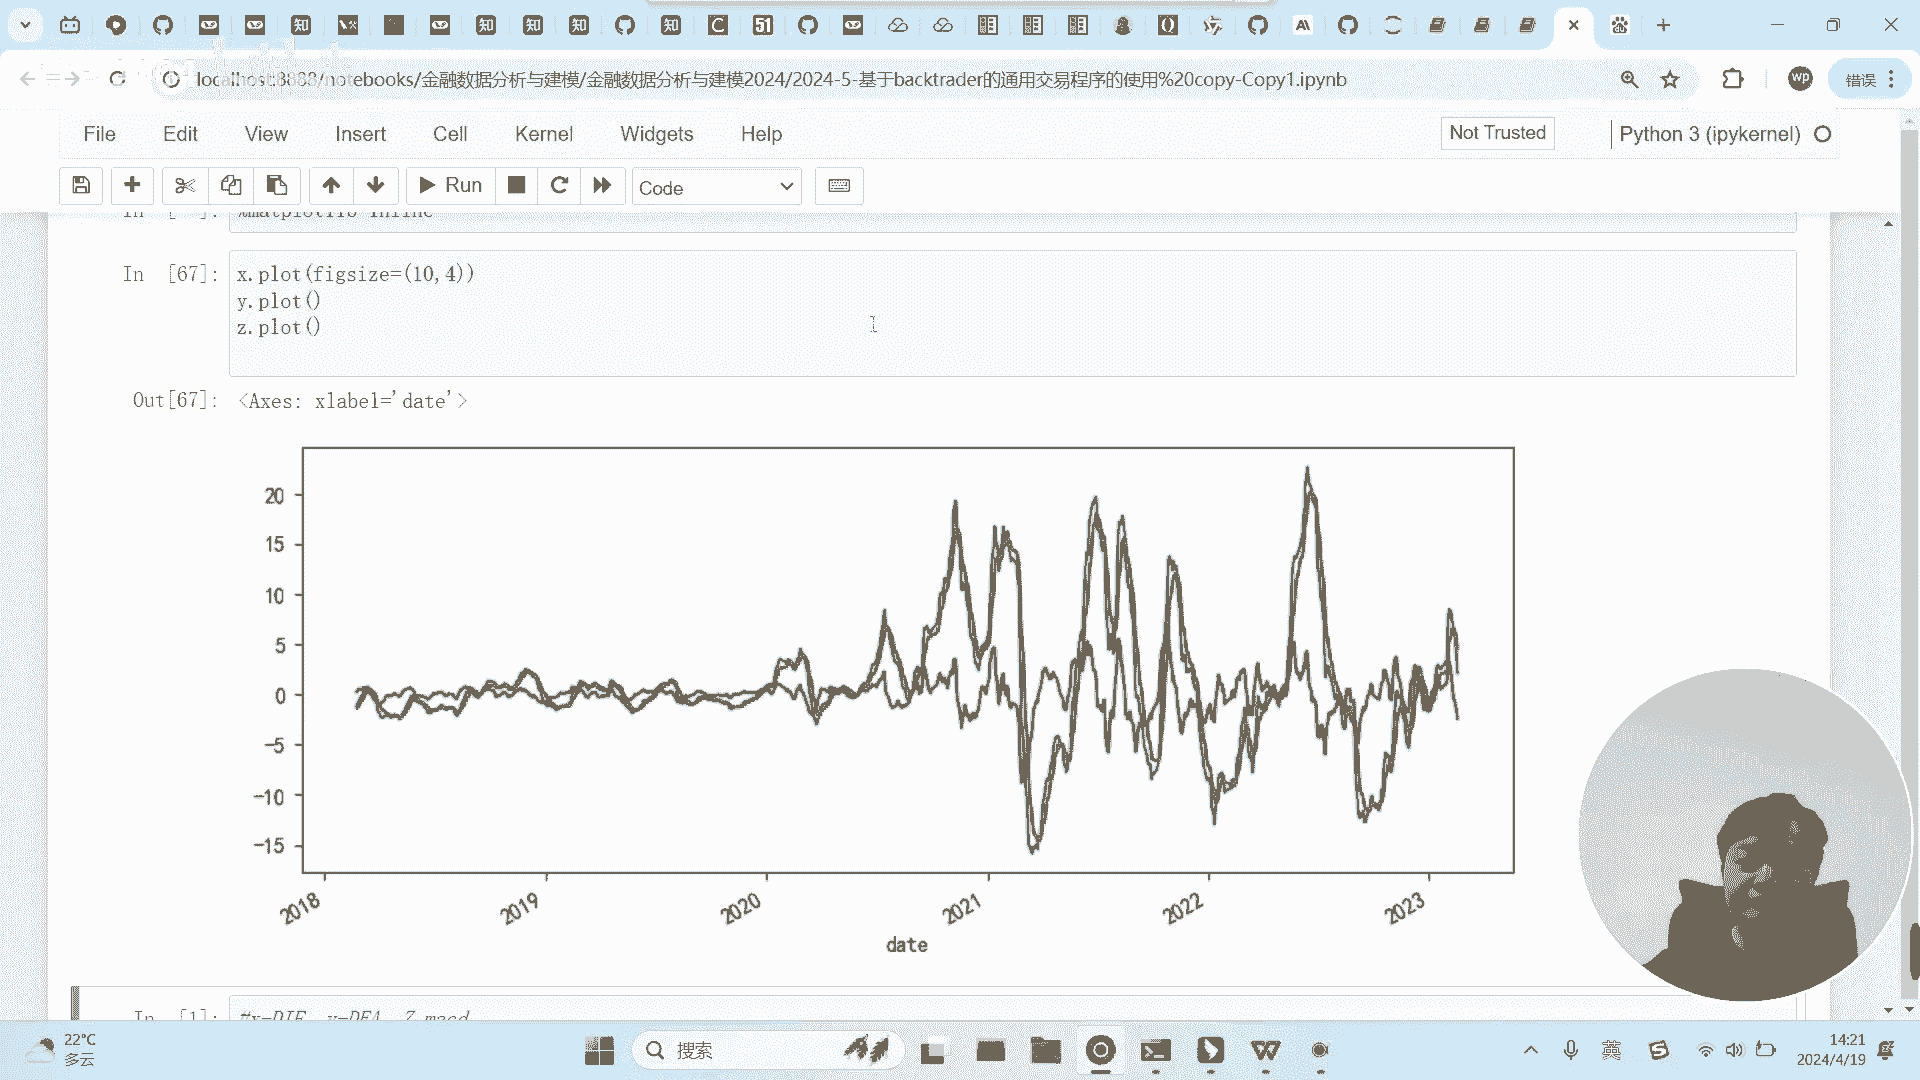 localhost:8888/notebooks/金融数据分析与建模/金融数据分析与建模2024/2024-5-基于backtrader的通用交易程序的使用%20copy-Copy1.ipynb
错误
File Edit View Insert Cell Kernel Widgets Help
Not Trusted
Python 3 (ipykernel)
Run
Code
In [ ]: %matplotlib inline
In [67]: x.plot(figsize=(10,4))
y.plot()
z.plot()
Out[67]: <Axes: xlabel='date'>
20
15
10
5
0
-5
-10
-15
2018 2019 2020 2021 2022 2023
date
In [1]: #x-DIF, y-DEA, Z macd
22°C
多云
搜索
英
14:21
2024/4/19